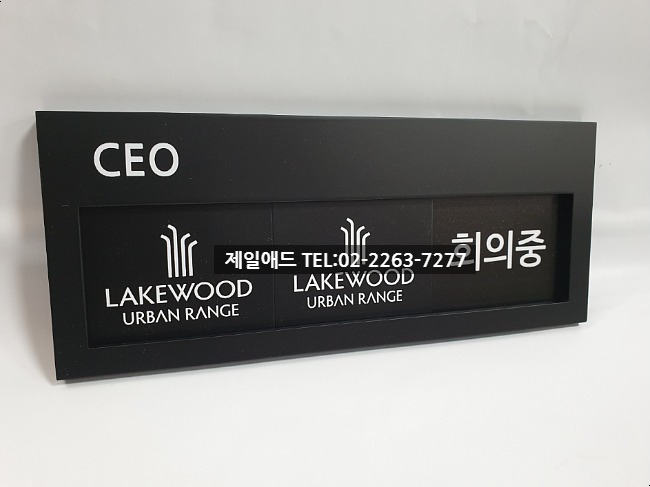 CEO
LAKEWOOD
URBAN RANGE
LAKEWOOD
URBAN RANGE
회의중
제일애드 TEL:02-2263-7277